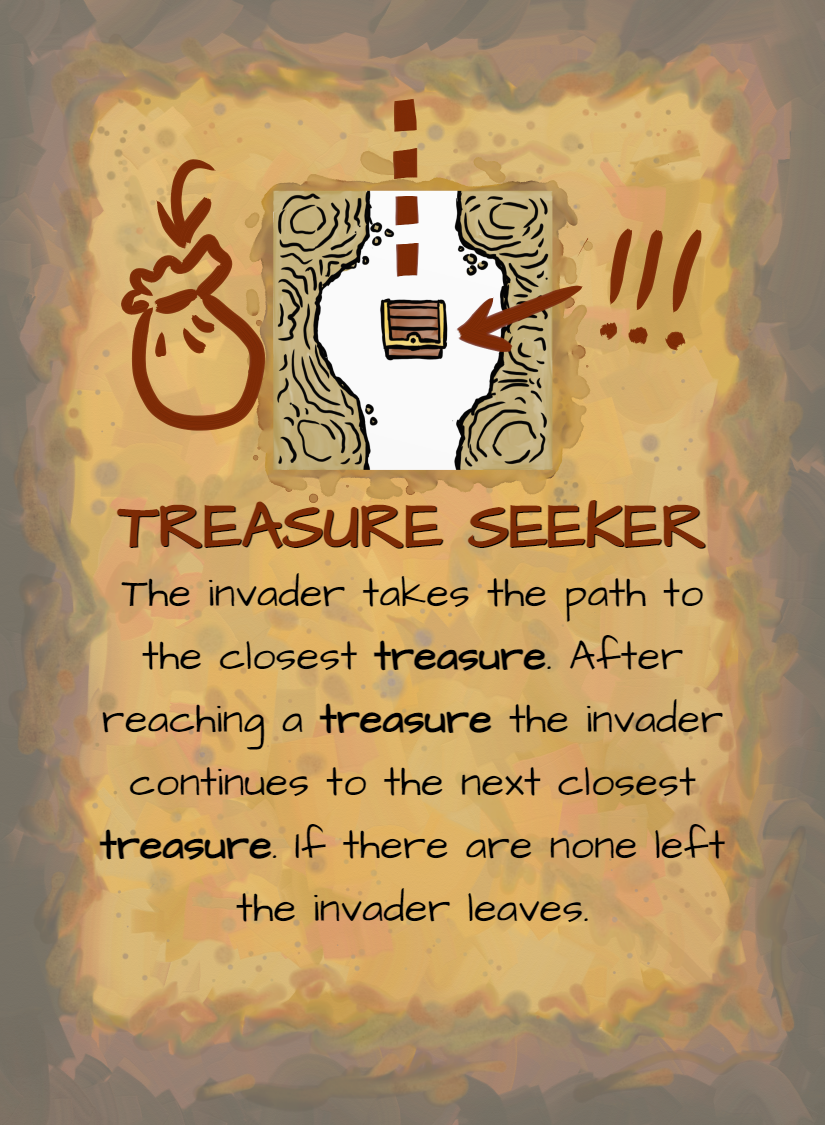 !!!
TREASURE SEEKER
The invader takes the path to
the closest treasure. After
reaching a treasure the invader
continues to the next closest
treasure. If there are none left
the invader leaves.